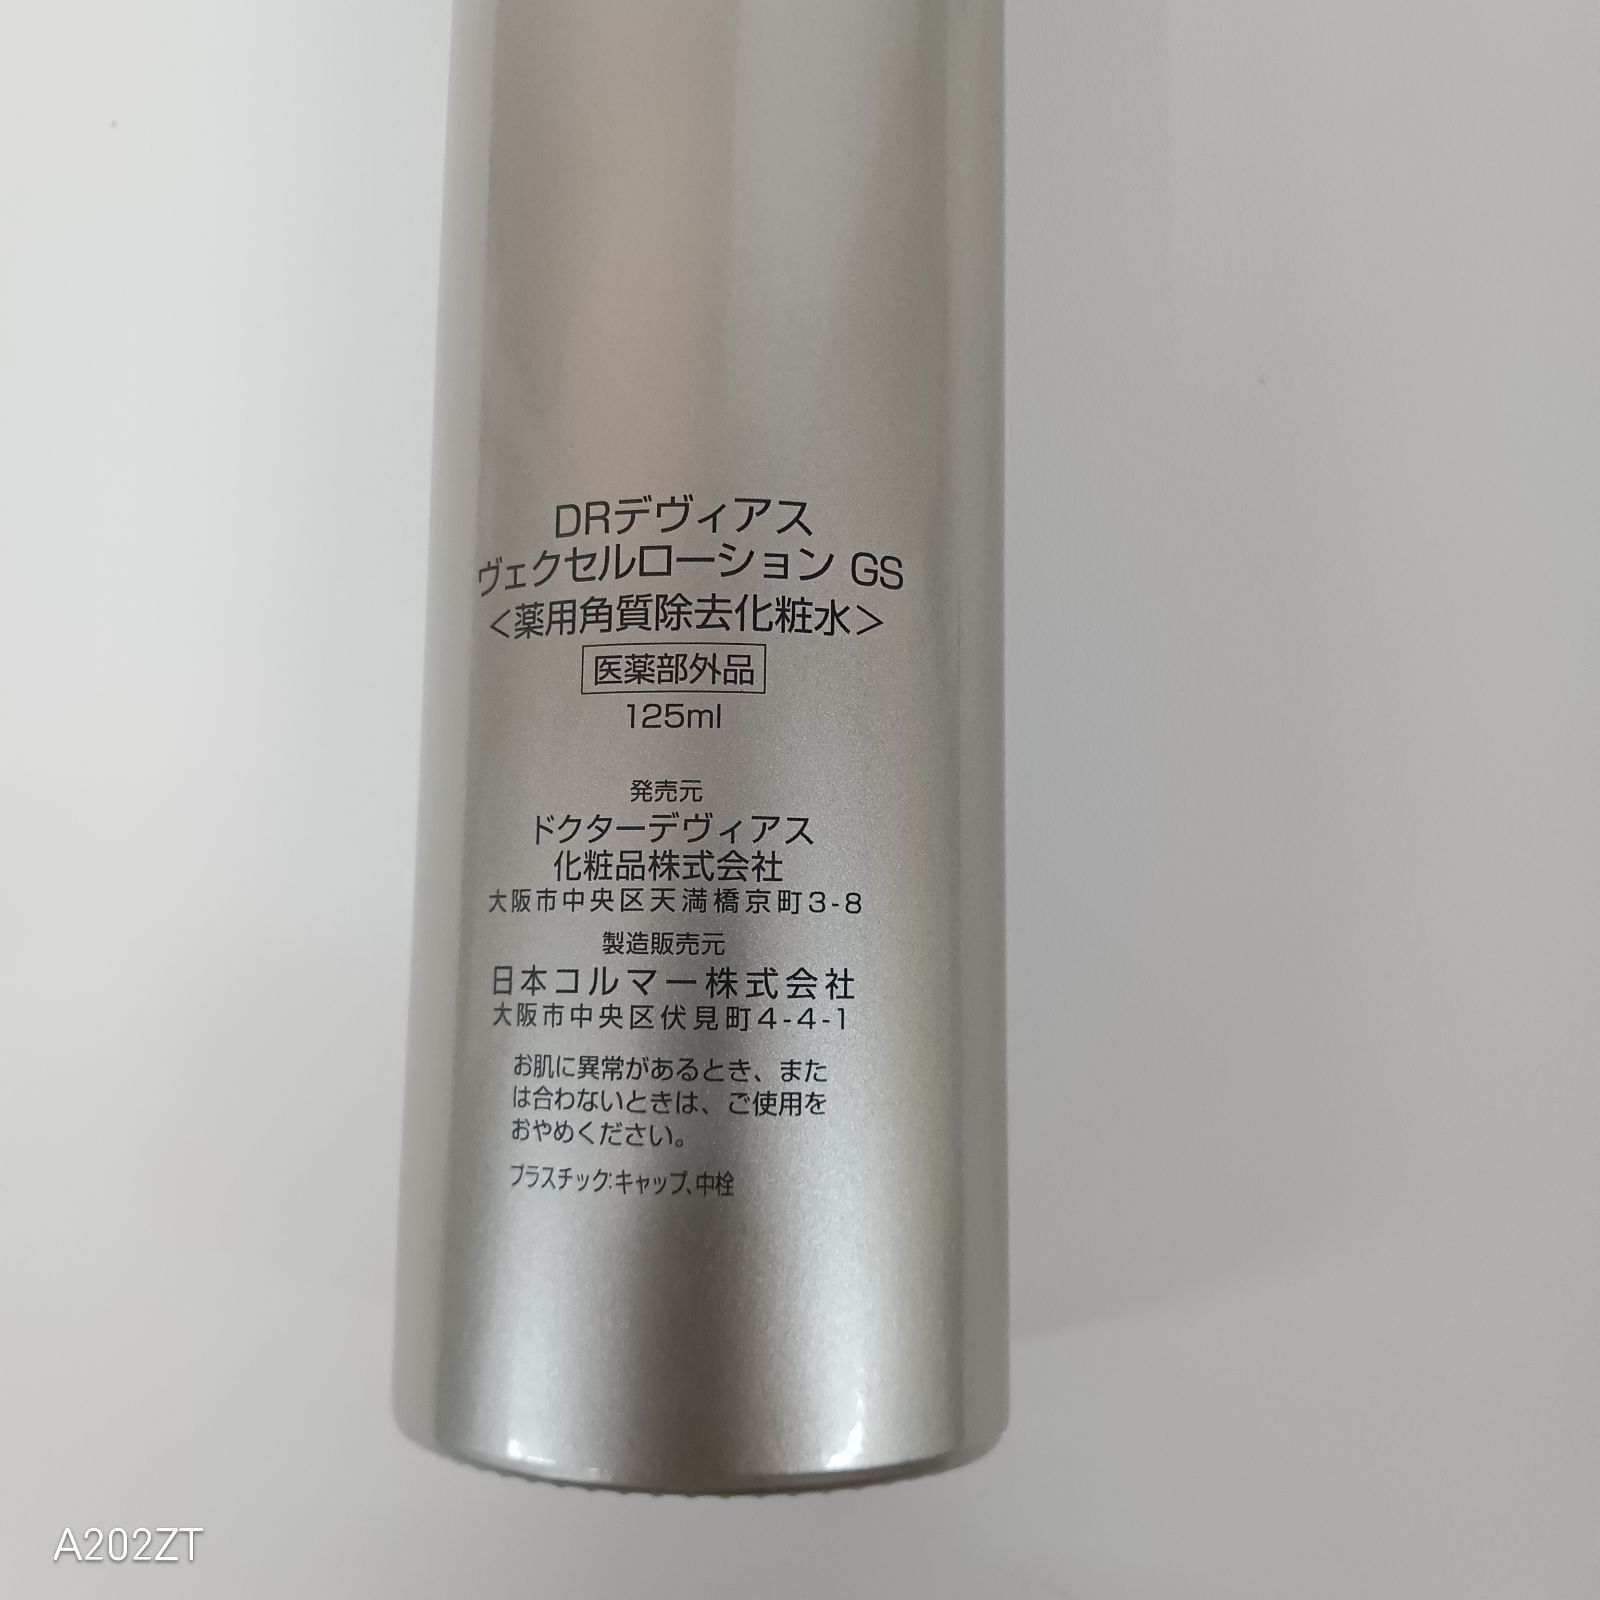 DRデヴィアス
ヴェクセルローション GS
＜薬用角質除去化粧水＞
医薬部外品
125ml
発売元
ドクターデヴィアス
化粧品株式会社
大阪市中央区天満橋京町3-8
製造販売元
日本コルマー株式会社
大阪市中央区伏見町4-4-1
お肌に異常があるとき、また
は合わないときは、ご使用を
おやめください。
プラスチック:キャップ、中栓
A202ZT